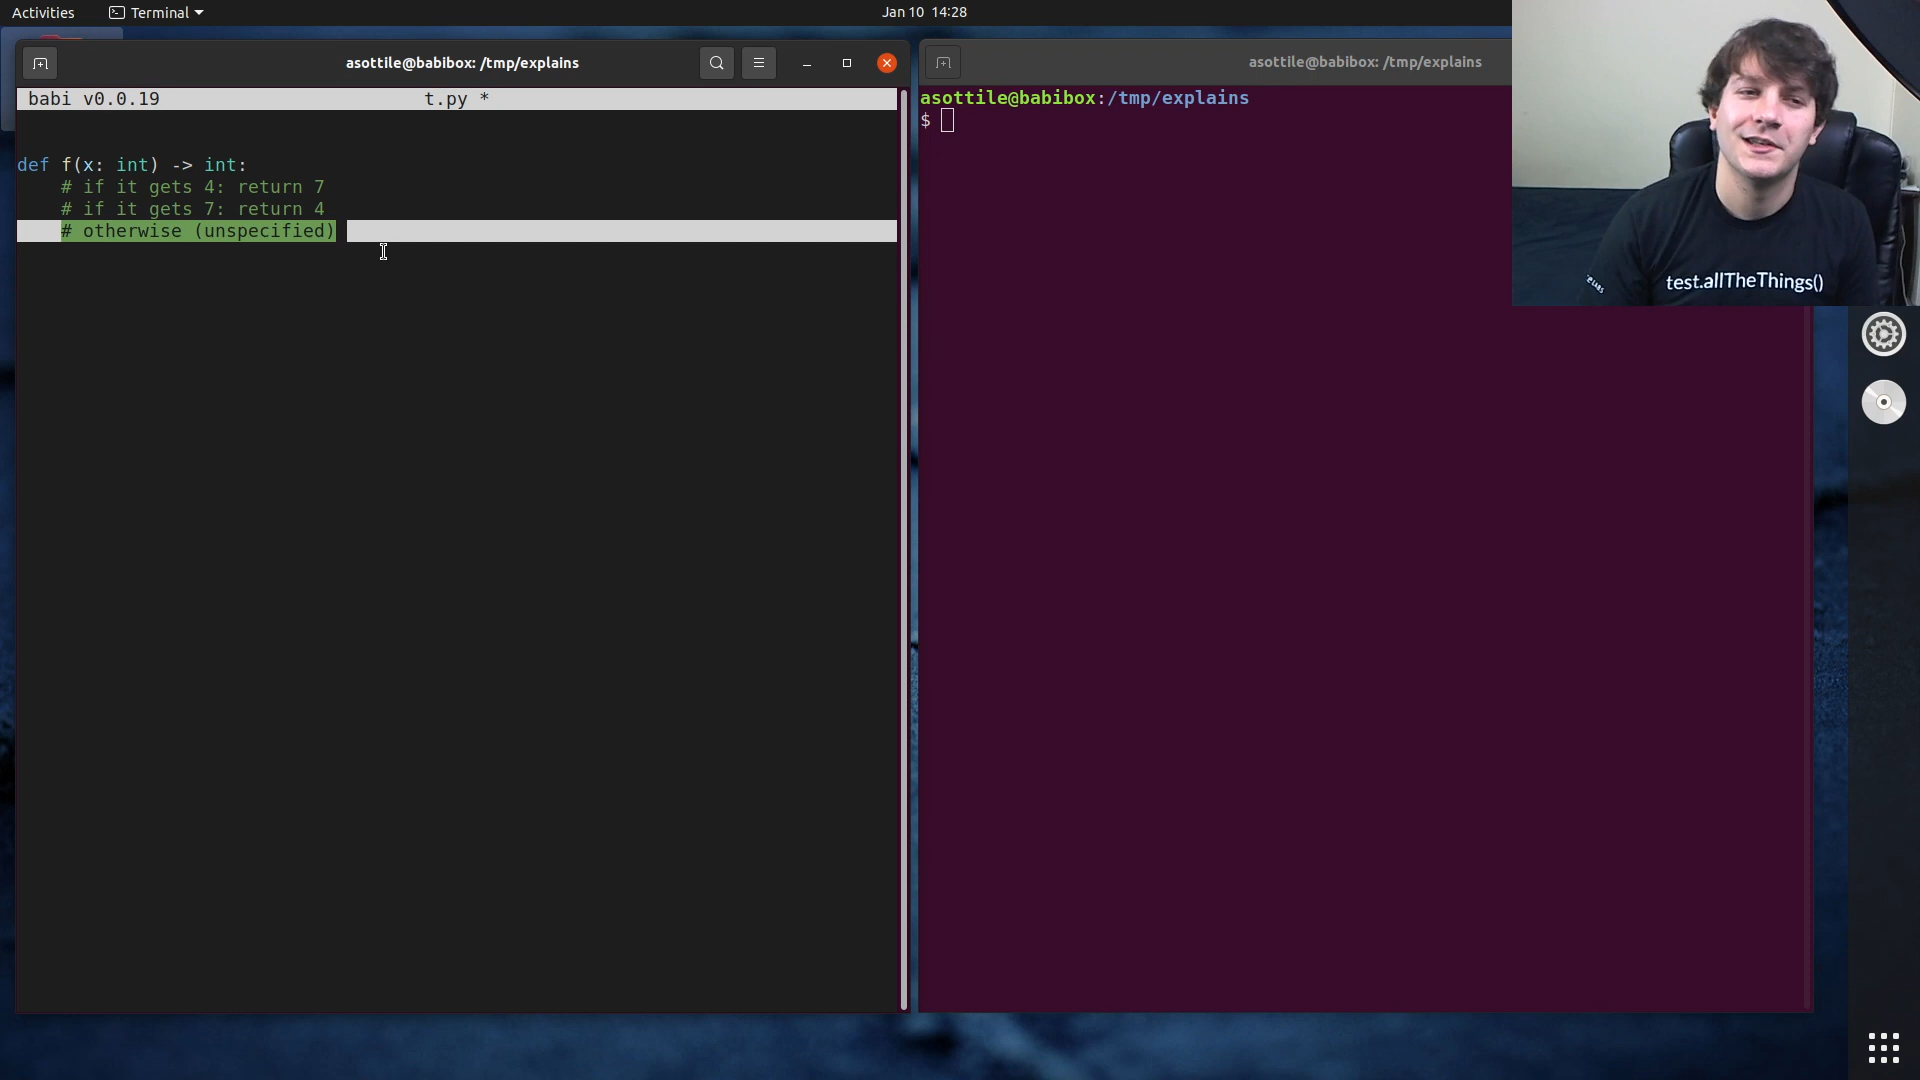 Activities
Terminal
Jan 10 14:28
asottile@babibox: /tmp/explains
babi v0.0.19
t.py *
def f(x: int) -> int:
# if it gets 4: return 7
# if it gets 7: return 4
# otherwise (unspecified)
asottile@babibox: /tmp/explains
asottile@babibox:/tmp/explains
$
test.allTheThings()